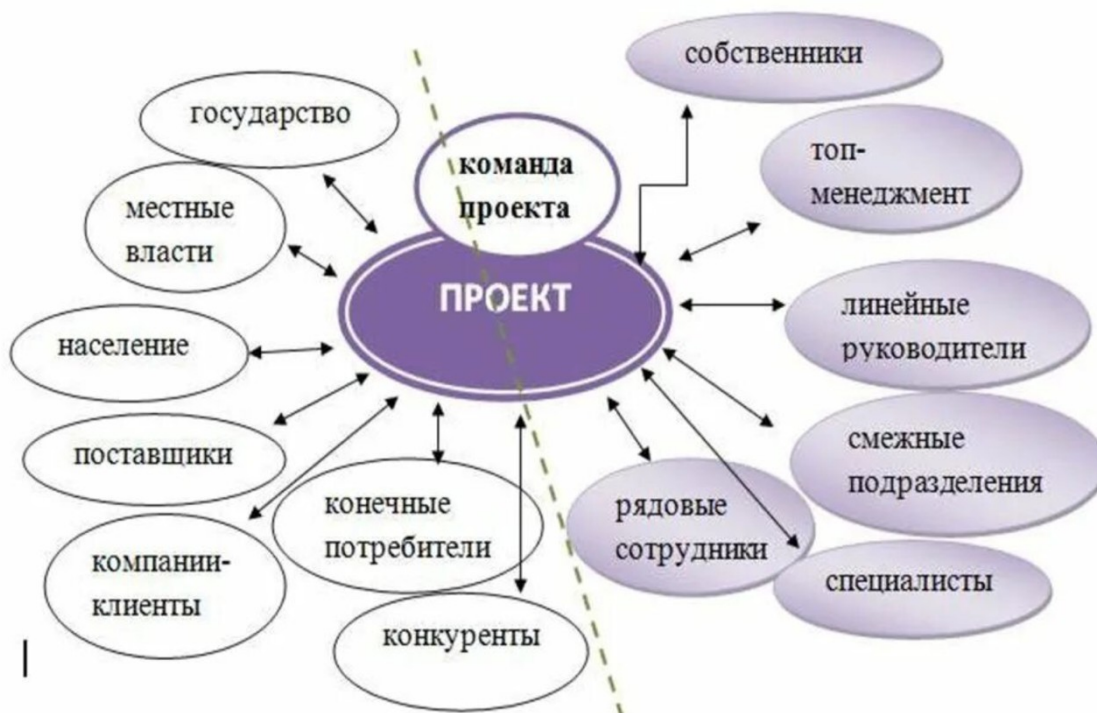 собственники
государство
топ-
менеджмент
команда
проекта
местные
власти
ПРОЕКТ
линейные
руководители
население
смежные
подразделения
поставщики
конечные
потребители
рядовые
сотрудники
компании-
клиенты
специалисты
конкуренты